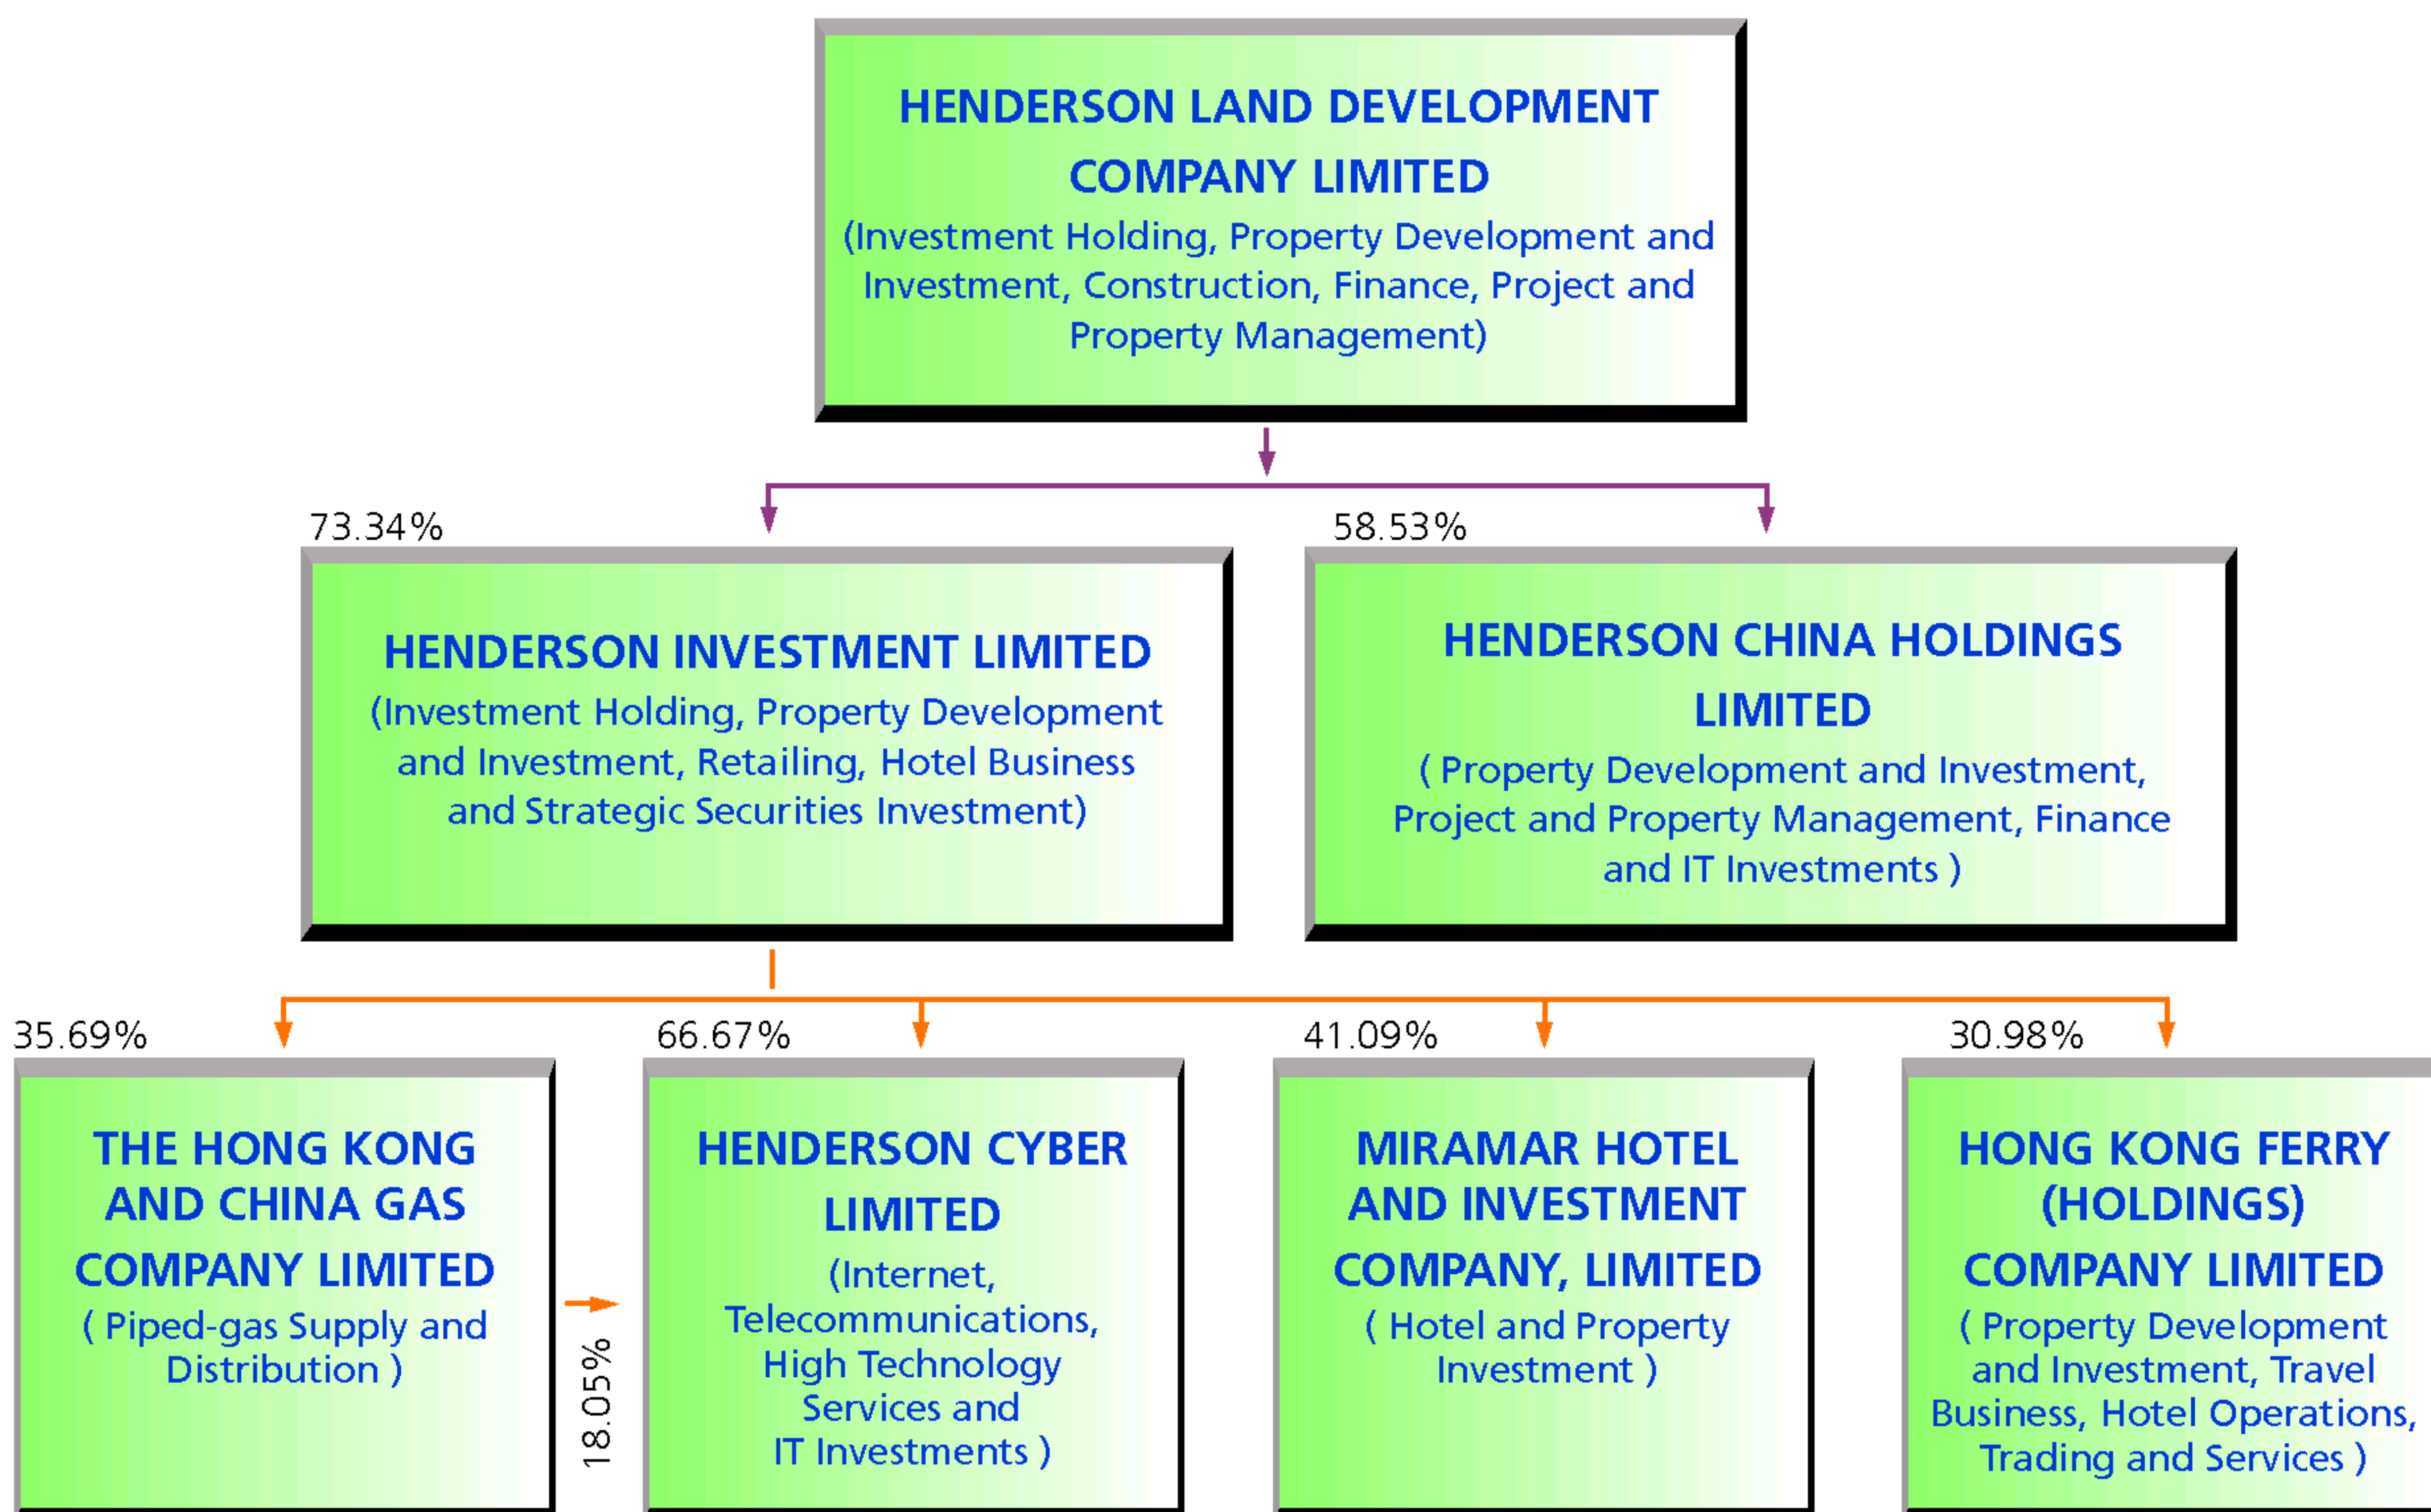 HENDERSON LAND DEVELOPMENT
COMPANY LIMITED
(Investment Holding, Property Development and
Investment, Construction, Finance, Project and
Property Management)
73.34%
HENDERSON INVESTMENT LIMITED
(Investment Holding, Property Development
and Investment, Retailing, Hotel Business
and Strategic Securities Investment)
58.53%
HENDERSON CHINA HOLDINGS
LIMITED
( Property Development and Investment,
Project and Property Management, Finance
and IT Investments )
35.69%
THE HONG KONG
AND CHINA GAS
COMPANY LIMITED
( Piped-gas Supply and
Distribution )
18.05%
66.67%
HENDERSON CYBER
LIMITED
(Internet,
Telecommunications,
High Technology
Services and
IT Investments )
41.09%
MIRAMAR HOTEL
AND INVESTMENT
COMPANY, LIMITED
( Hotel and Property
Investment )
30.98%
HONG KONG FERRY
(HOLDINGS)
COMPANY LIMITED
( Property Development
and Investment, Travel
Business, Hotel Operations,
Trading and Services )